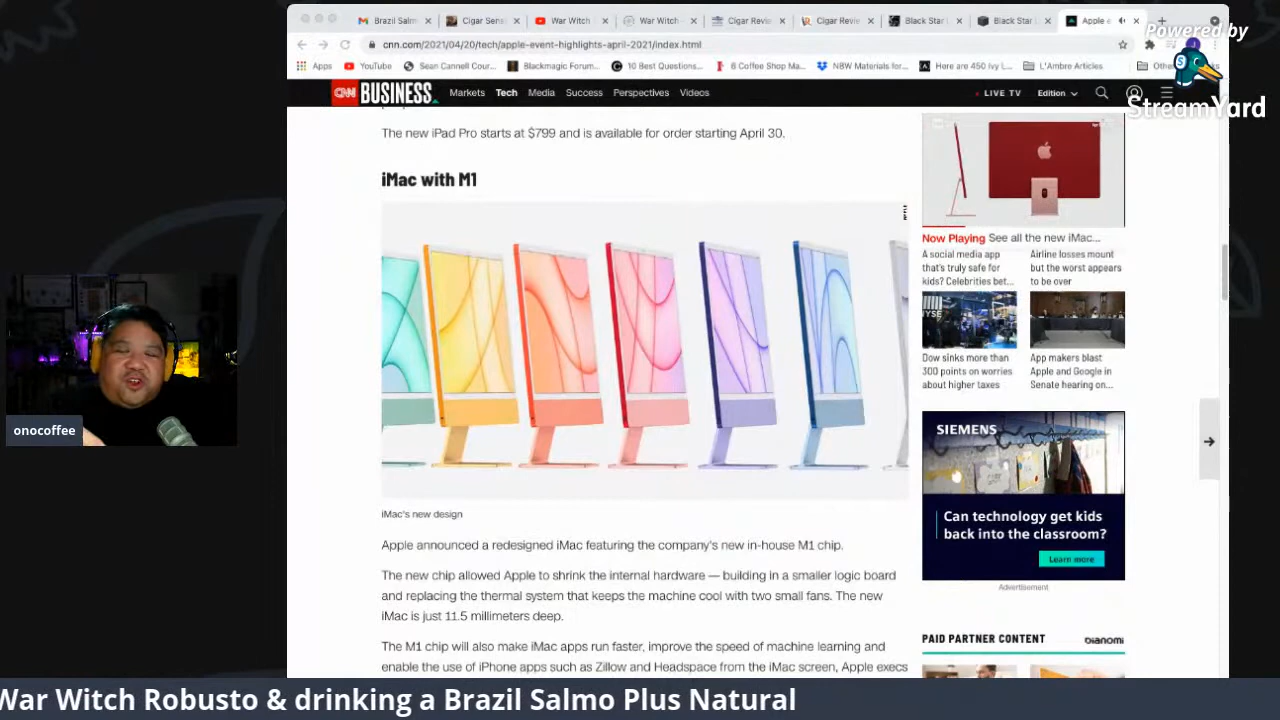 Brazil Salm
Cigar Sens
War Witch
War Witch
Cigar Revie
Cigar Revie
Black Star
Black Star
Apple e
Powered by
cnn.com/2021/04/20/tech/apple-event-highlights-april-2021/index.html
Apps
YouTube
Sean Cannell Cour...
Blackmagic Forum...
10 Best Questions...
6 Coffee Shop Ma...
NBW Materials for...
Here are 450 Ivy L...
L'Ambre Articles
StreamYard
CNN BUSINESS
Markets
Tech
Media
Success
Perspectives
Videos
LIVE TV
Edition
The new iPad Pro starts at $799 and is available for order starting April 30.
iMac with M1
Now Playing See all the new iMac...
A social media app
that's truly safe for
kids? Celebrities bet...
Airline losses mount
but the worst appears
to be over
NYSE
Dow sinks more than
300 points on worries
about higher taxes
App makers blast
Apple and Google in
Senate hearing on...
onocoffee
SIEMENS
Can technology get kids
back into the classroom?
Learn more
Advertisement
iMac's new design
Apple announced a redesigned iMac featuring the company's new in-house M1 chip.
The new chip allowed Apple to shrink the internal hardware — building in a smaller logic board
and replacing the thermal system that keeps the machine cool with two small fans. The new
iMac is just 11.5 millimeters deep.
The M1 chip will also make iMac apps run faster, improve the speed of machine learning and
enable the use of iPhone apps such as Zillow and Headspace from the iMac screen, Apple execs
PAID PARTNER CONTENT
DIANOMI
War Witch Robusto & drinking a Brazil Salmo Plus Natural